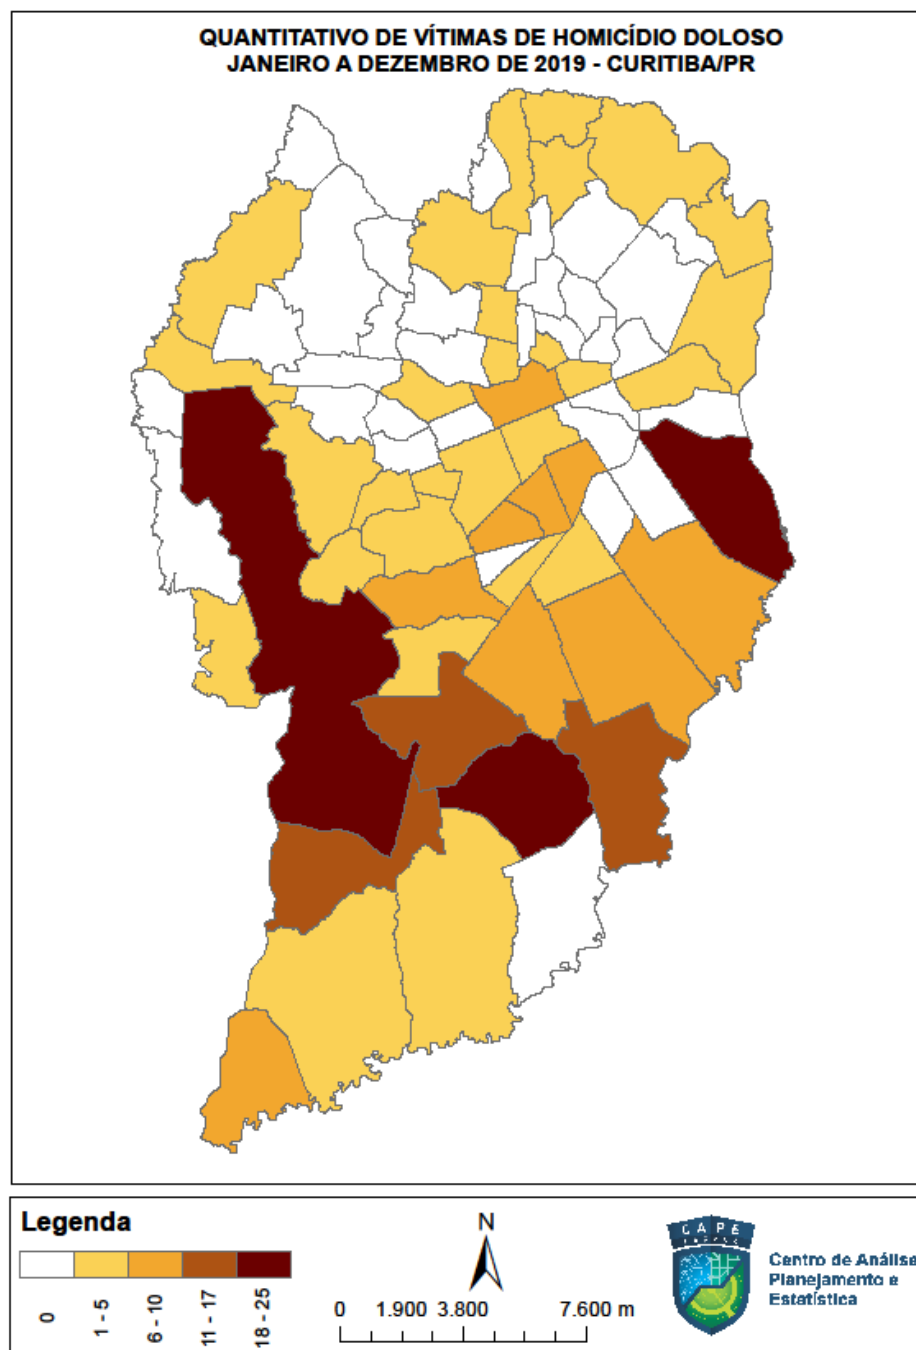 QUANTITATIVO DE VÍTIMAS DE HOMICÍDIO DOLOSO
JANEIRO A DEZEMBRO DE 2019 - CURITIBA/PR
Legenda
0
1 - 5
6 - 10
11 - 17
18 - 25
N
0 1.900 3.800 7.600 m
CAPE
Centro de Análise
Planejamento e
Estatística